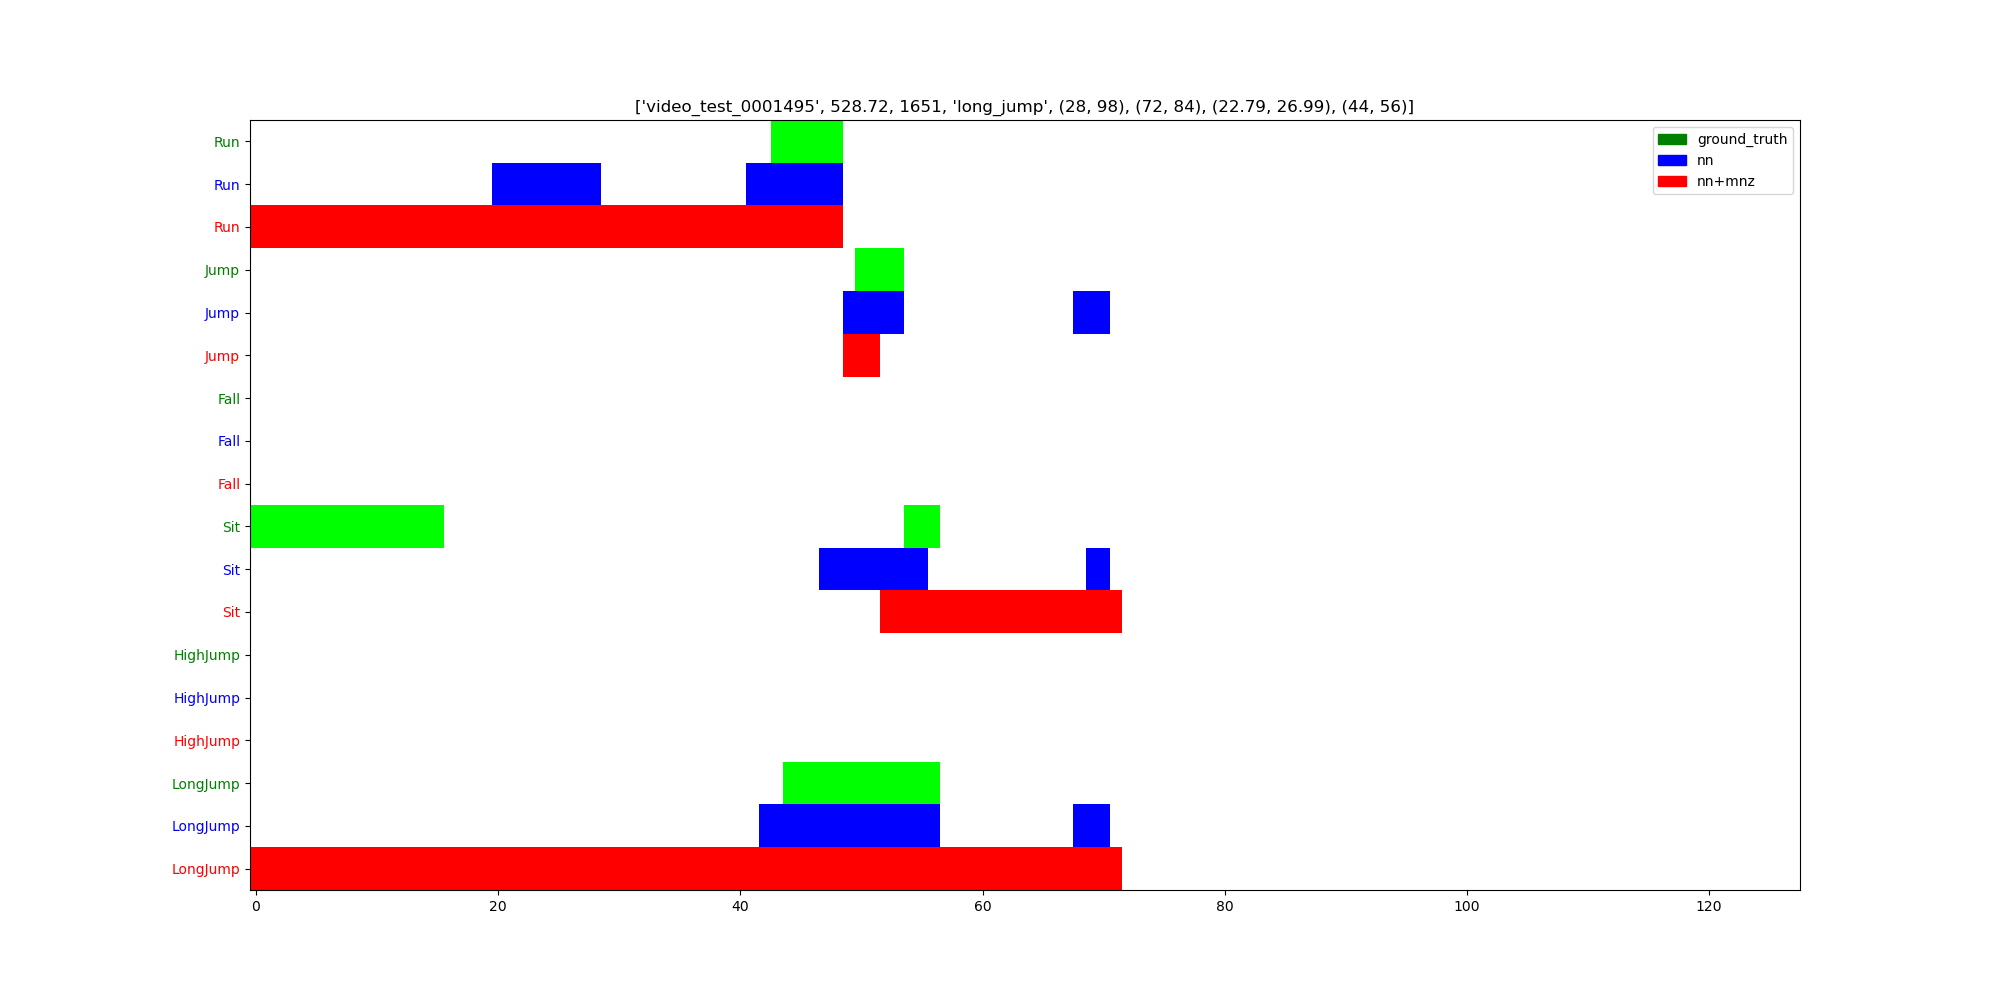 ['video_test_0001495', 528.72, 1651, 'long_jump', (28, 98), (72, 84), (22.79, 26.99), (44, 56)]
ground_truth
nn
nn+mnz
Run
Run
Run
Jump
Jump
Jump
Fall
Fall
Fall
Sit
Sit
Sit
HighJump
HighJump
HighJump
LongJump
LongJump
LongJump
0 20 40 60 80 100 120